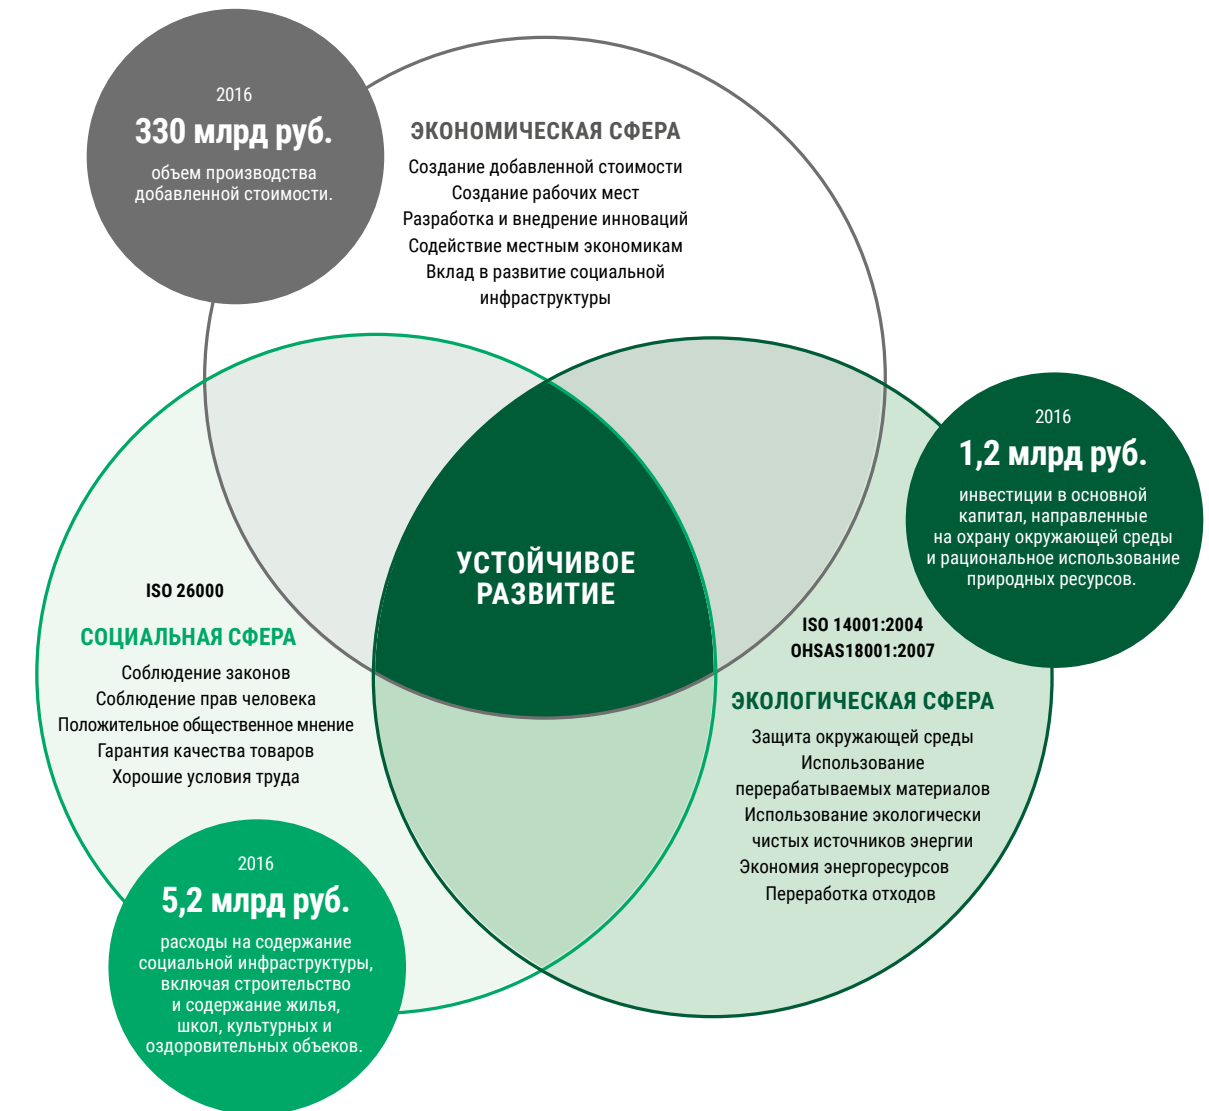 2016
330 млрд руб.
объем производства
добавленной стоимости.
ЭКОНОМИЧЕСКАЯ СФЕРА
Создание добавленной стоимости
Создание рабочих мест
Разработка и внедрение инноваций
Содействие местным экономикам
Вклад в развитие социальной
инфраструктуры
2016
1,2 млрд руб.
инвестиции в основной
капитал, направленные
на охрану окружающей среды
и рациональное использование
природных ресурсов.
УСТОЙЧИВОЕ
РАЗВИТИЕ
ISO 26000
СОЦИАЛЬНАЯ СФЕРА
Соблюдение законов
Соблюдение прав человека
Положительное общественное мнение
Гарантия качества товаров
Хорошие условия труда
ISO 14001:2004
OHSAS18001:2007
ЭКОЛОГИЧЕСКАЯ СФЕРА
Защита окружающей среды
Использование
перерабатываемых материалов
Использование экологически
чистых источников энергии
Экономия энергоресурсов
Переработка отходов
2016
5,2 млрд руб.
расходы на содержание
социальной инфраструктуры,
включая строительство
и содержание жилья,
школ, культурных и
оздоровительных объеков.